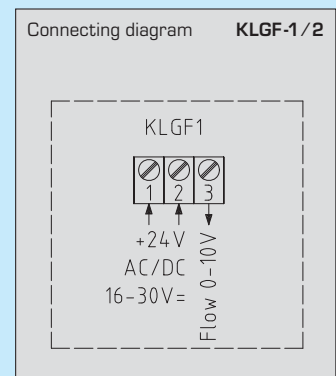 Connecting diagram KLGF-1/2
KLGF1
1 2 3
+24V
AC/DC
16-30V=
Flow 0-10V